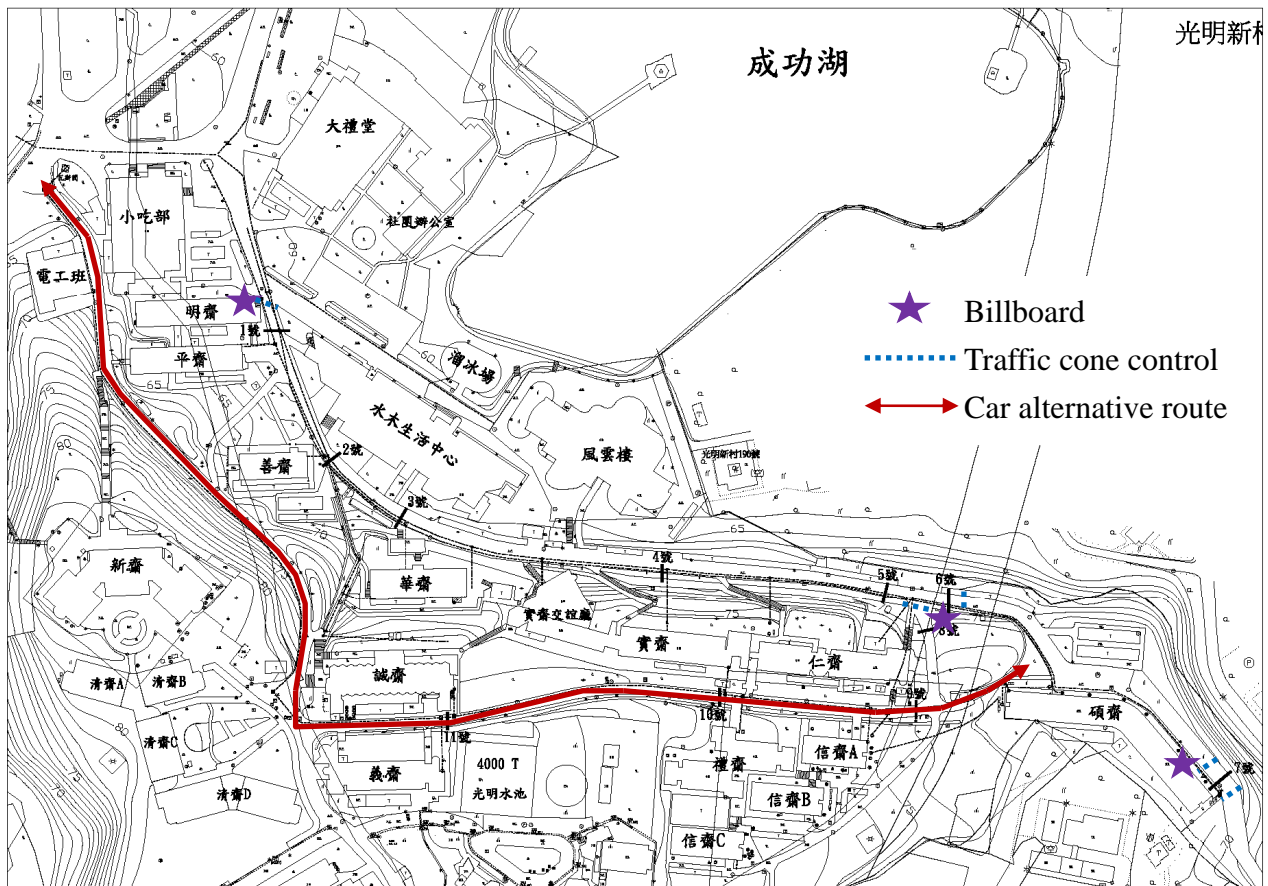 光明新村
成功湖
大禮堂
小吃部
社團辦公室
電工班
明齋
Billboard
1號
Traffic cone control
平齋
溜冰場
Car alternative route
水木生活中心
2號
善齋
風雲樓
光明新村190號
3號
65
4號
5號
6號
新齋
華齋
75
實齋交誼廳
8號
實齋
仁齋
誠齋
清齋A
清齋B
9號
10號
碩齋
清齋C
11號
信齋A
義齋
4000 T
禮齋
7號
光明水池
清齋D
信齋B
信齋C